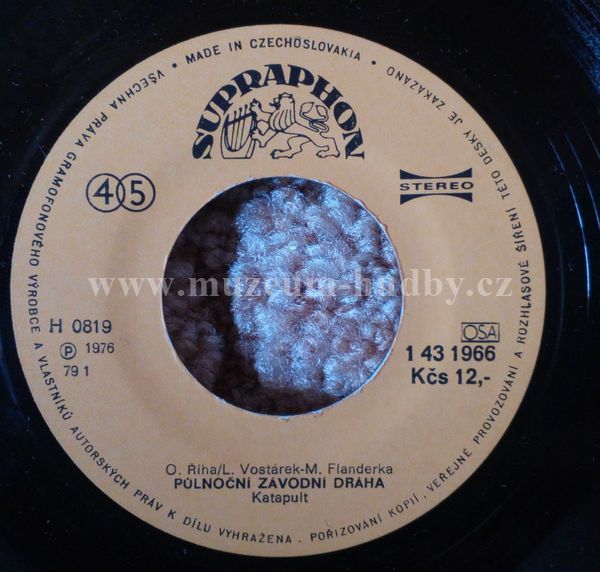 VŠECHNA PRÁVA GRAMOFONOVÉHO VÝROBCE A VLASTNÍKŮ AUTORSKÝCH PRÁV K DÍLU VYHRAŽENA . POŘIZOVÁNÍ KOPIÍ, VEŘEJNÉ PROVOZOVÁNÍ A ROZHLASOVÉ ŠÍŘENÍ TÉTO DESKY JE ZAKÁZÁNO
• MADE IN CZECHOSLOVAKIA •
SUPRAPHON
45
STEREO
www.muzeum-hudby.cz
H 0819
℗ 1976
79 1
OSA
1 43 1966
Kčs 12,-
O. Říha/L. Vostárek-M. Flanderka
PŮLNOČNÍ ZÁVODNÍ DRÁHA
Katapult